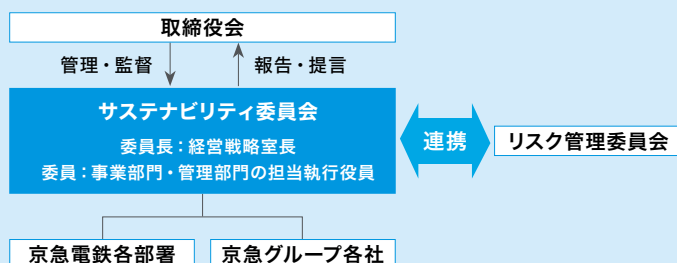 取締役会
管理・監督
報告・提言
サステナビリティ委員会
委員長：経営戦略室長
委員：事業部門・管理部門の担当執行役員
連携
リスク管理委員会
京急電鉄各部署
京急グループ各社